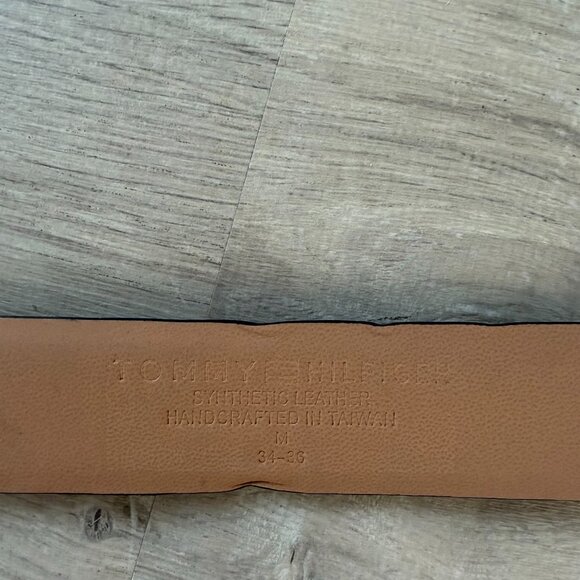 TOMMY HILFIGER
SYNTHETIC LEATHER
HANDCRAFTED IN TAIWAN
M
34-36